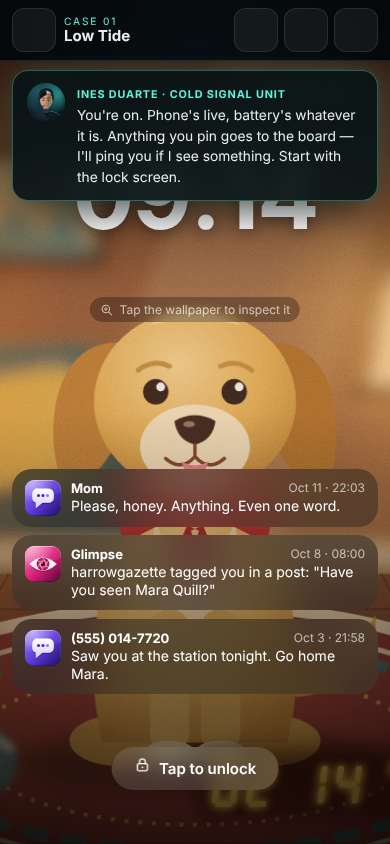 CASE 01
Low Tide
INES DUARTE · COLD SIGNAL UNIT
You're on. Phone's live, battery's whatever
it is. Anything you pin goes to the board —
I'll ping you if I see something. Start with
the lock screen.
09:14
Tap the wallpaper to inspect it
Mom
Oct 11 · 22:03
Please, honey. Anything. Even one word.
Glimpse
Oct 8 · 08:00
harrowgazette tagged you in a post: "Have
you seen Mara Quill?"
(555) 014-7720
Oct 3 · 21:58
Saw you at the station tonight. Go home
Mara.
Tap to unlock
14